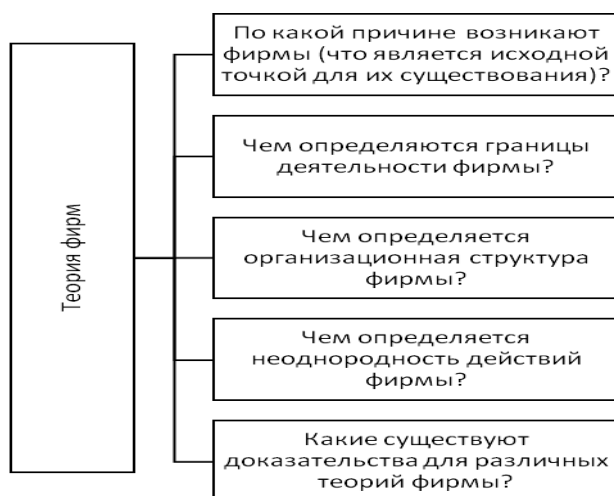 Теория фирм
По какой причине возникают
фирмы (что является исходной
точкой для их существования)?
Чем определяются границы
деятельности фирмы?
Чем определяется
организационная структура
фирмы?
Чем определяется
неоднородность действий
фирмы?
Какие существуют
доказательства для различных
теорий фирмы?